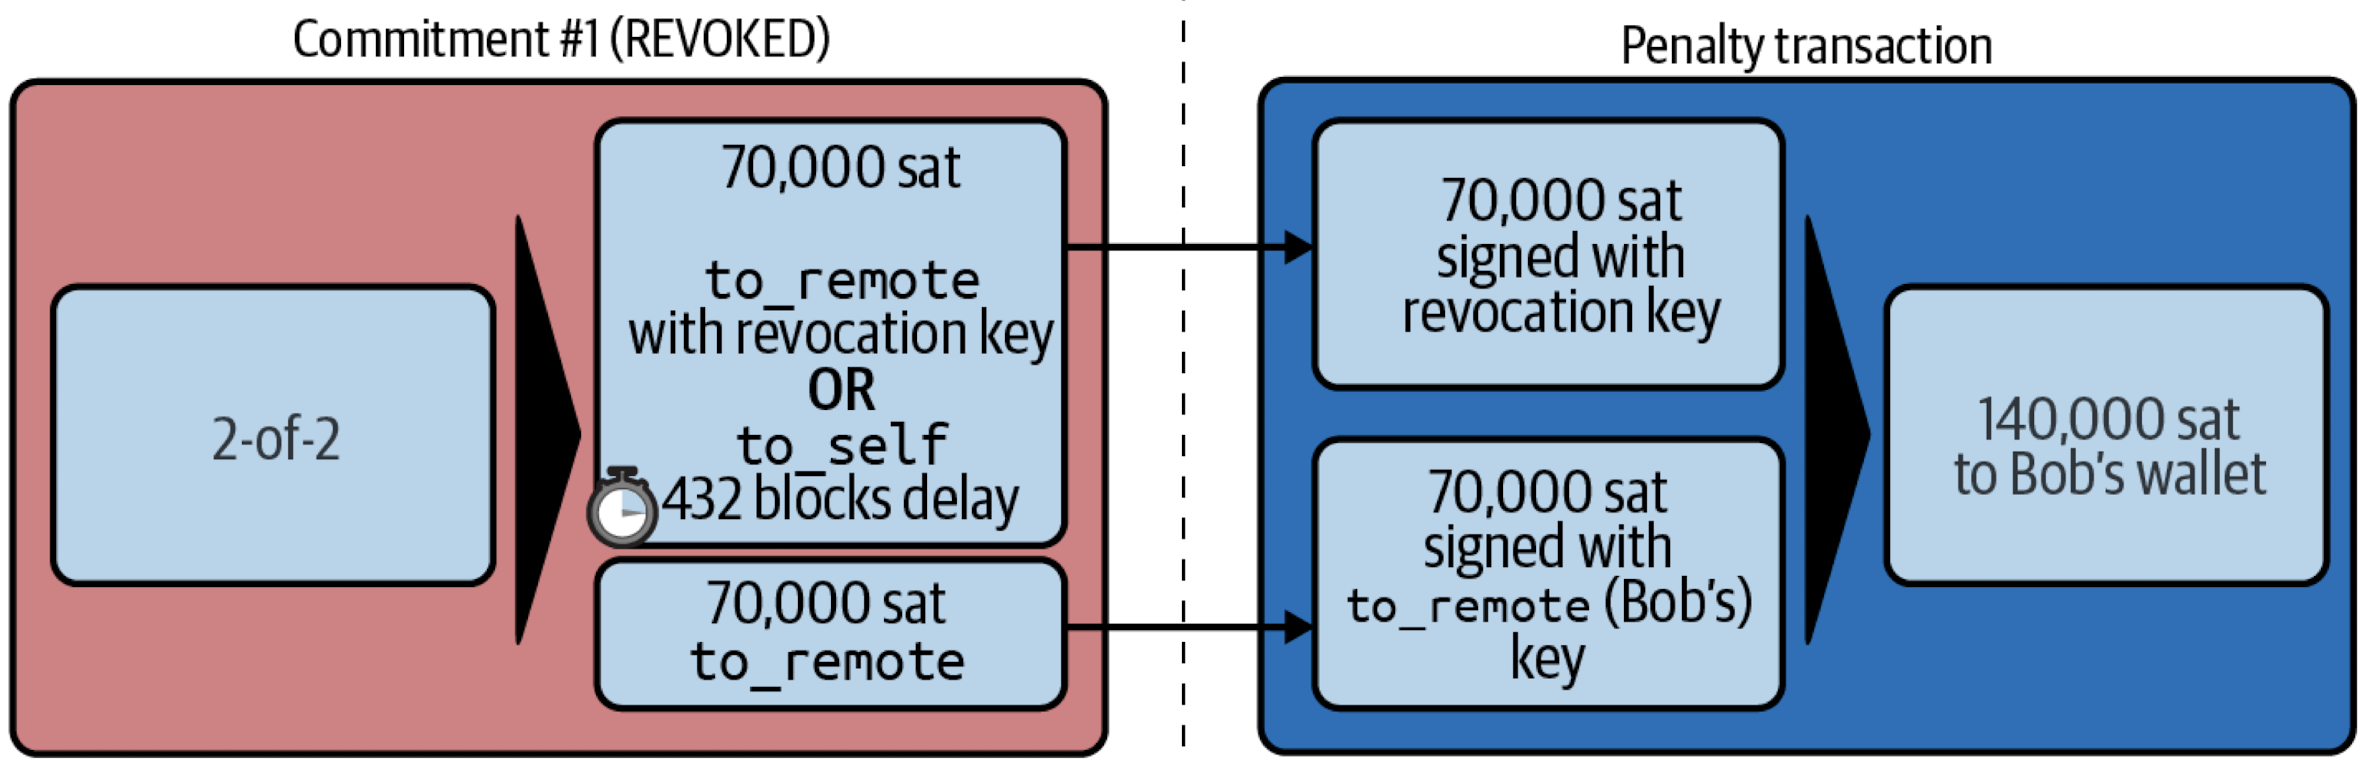 Commitment #1 (REVOKED)
2-of-2
70,000 sat
to_remote
with revocation key
OR
to_self
432 blocks delay
70,000 sat
to_remote
Penalty transaction
70,000 sat
signed with
revocation key
70,000 sat
signed with
to_remote (Bob's)
key
140,000 sat
to Bob's wallet